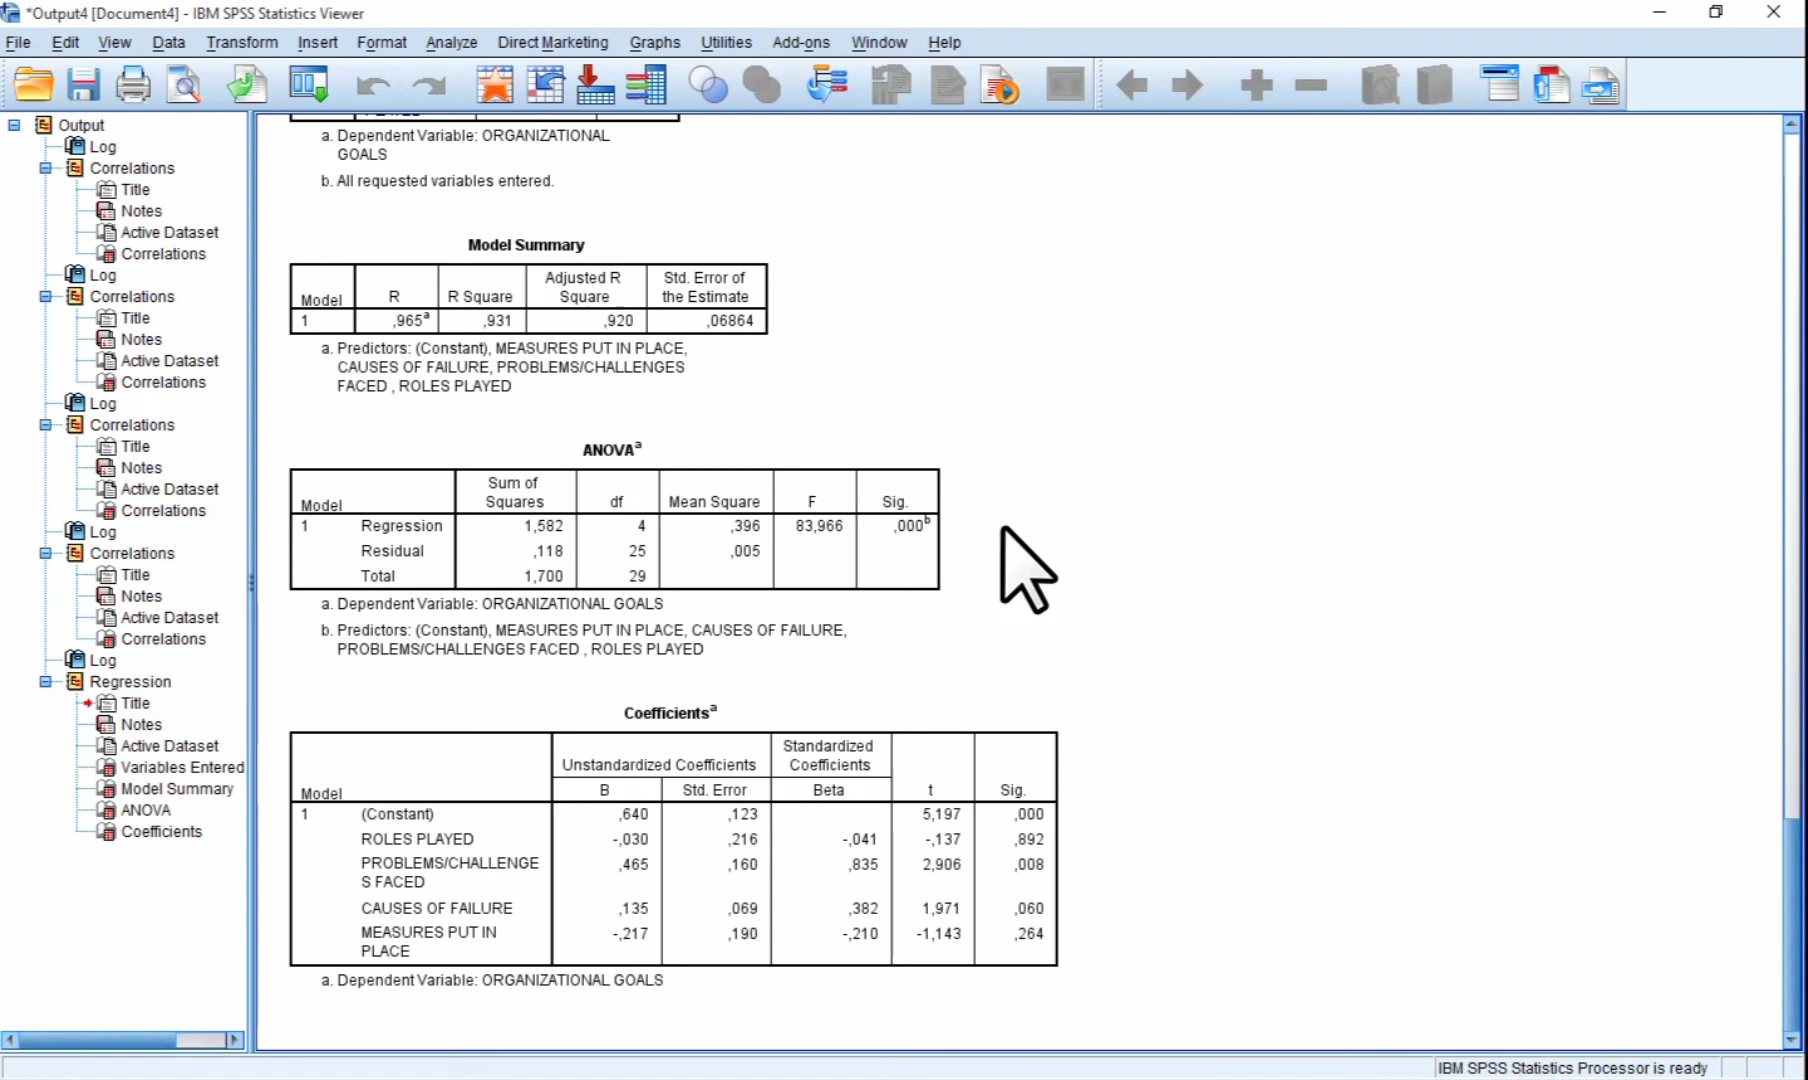 *Output4 [Document4] - IBM SPSS Statistics Viewer
File Edit View Data Transform Insert Format Analyze Direct Marketing Graphs Utilities Add-ons Window Help
Output
Log
Correlations
Title
Notes
Active Dataset
Correlations
Log
Correlations
Title
Notes
Active Dataset
Correlations
Log
Correlations
Title
Notes
Active Dataset
Correlations
Log
Correlations
Title
Notes
Active Dataset
Correlations
Log
Regression
Title
Notes
Active Dataset
Variables Entered
Model Summary
ANOVA
Coefficients
a. Dependent Variable: ORGANIZATIONAL
GOALS
b. All requested variables entered.
Model Summary
Model R R Square Adjusted R Square Std. Error of the Estimate
1 ,965a ,931 ,920 ,06864
a. Predictors: (Constant), MEASURES PUT IN PLACE,
CAUSES OF FAILURE, PROBLEMS/CHALLENGES
FACED , ROLES PLAYED
ANOVAa
Model Sum of Squares df Mean Square F Sig.
1 Regression 1,582 4 ,396 83,966 ,000b
Residual ,118 25 ,005
Total 1,700 29
a. Dependent Variable: ORGANIZATIONAL GOALS
b. Predictors: (Constant), MEASURES PUT IN PLACE, CAUSES OF FAILURE,
PROBLEMS/CHALLENGES FACED , ROLES PLAYED
Coefficientsa
Unstandardized Coefficients Standardized Coefficients
Model B Std. Error Beta t Sig.
1 (Constant) ,640 ,123 5,197 ,000
ROLES PLAYED -,030 ,216 -,041 -,137 ,892
PROBLEMS/CHALLENGE
S FACED ,465 ,160 ,835 2,906 ,008
CAUSES OF FAILURE ,135 ,069 ,382 1,971 ,060
MEASURES PUT IN
PLACE -,217 ,190 -,210 -1,143 ,264
a. Dependent Variable: ORGANIZATIONAL GOALS
IBM SPSS Statistics Processor is ready